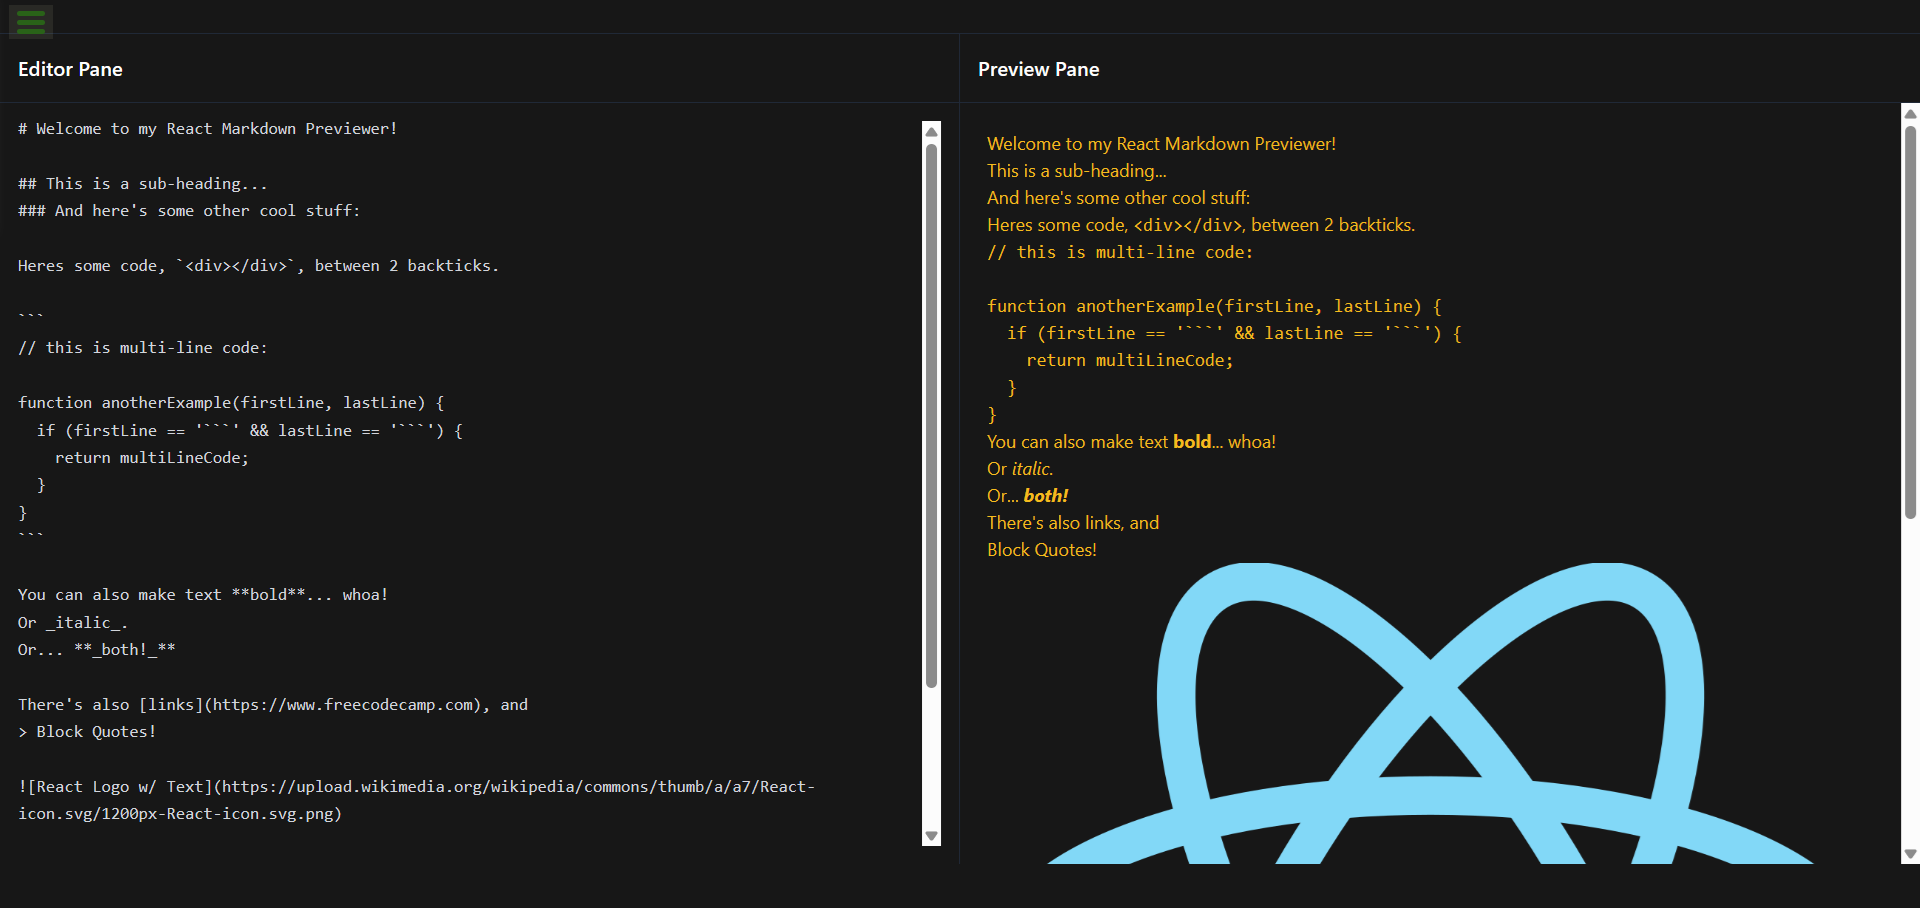 Editor Pane
# Welcome to my React Markdown Previewer!
## This is a sub-heading...
### And here's some other cool stuff:
Heres some code, `<div></div>`, between 2 backticks.
```
// this is multi-line code:
function anotherExample(firstLine, lastLine) {
  if (firstLine == '```' && lastLine == '```') {
    return multiLineCode;
  }
}
```
You can also make text **bold**... whoa!
Or _italic_.
Or... **_both!_**
There's also [links](https://www.freecodecamp.com), and
> Block Quotes!
![React Logo w/ Text](https://upload.wikimedia.org/wikipedia/commons/thumb/a/a7/React-
icon.svg/1200px-React-icon.svg.png)
Preview Pane
Welcome to my React Markdown Previewer!
This is a sub-heading...
And here's some other cool stuff:
Heres some code, <div></div>, between 2 backticks.
// this is multi-line code:
function anotherExample(firstLine, lastLine) {
  if (firstLine == '```' && lastLine == '```') {
    return multiLineCode;
  }
}
You can also make text bold... whoa!
Or italic.
Or... both!
There's also links, and
Block Quotes!